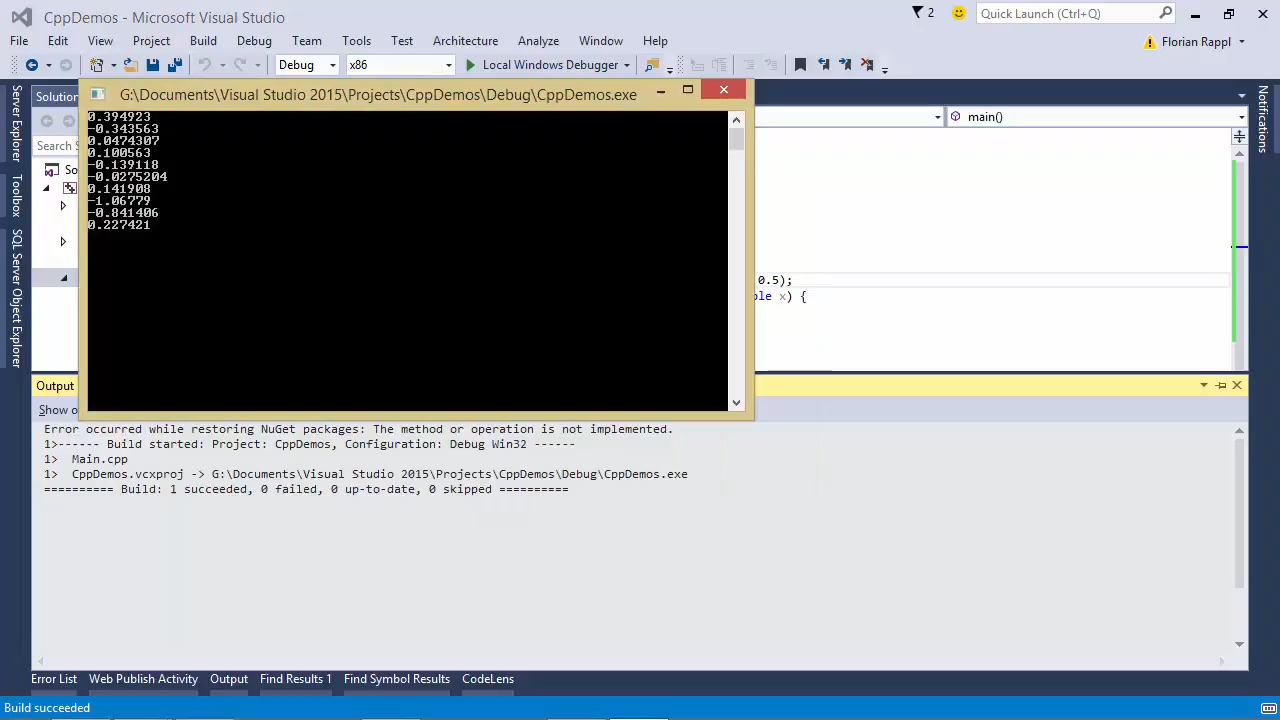 CppDemos - Microsoft Visual Studio
2
Quick Launch (Ctrl+Q)
File Edit View Project Build Debug Team Tools Test Architecture Analyze Window Help
Florian Rappl
Debug x86 Local Windows Debugger
G:\Documents\Visual Studio 2015\Projects\CppDemos\Debug\CppDemos.exe
Server Explorer
Toolbox
SQL Server Object Explorer
Solution
Search S
So
main()
Notifications
0.394923
-0.343563
0.0474307
0.100563
-0.139118
-0.0275204
0.141908
-1.06779
-0.841406
0.227421
0.5);
ble x) {
Output
Show o
Error occurred while restoring NuGet packages: The method or operation is not implemented.
1>------ Build started: Project: CppDemos, Configuration: Debug Win32 ------
1> Main.cpp
1> CppDemos.vcxproj -> G:\Documents\Visual Studio 2015\Projects\CppDemos\Debug\CppDemos.exe
========== Build: 1 succeeded, 0 failed, 0 up-to-date, 0 skipped ==========
Error List Web Publish Activity Output Find Results 1 Find Symbol Results CodeLens
Build succeeded